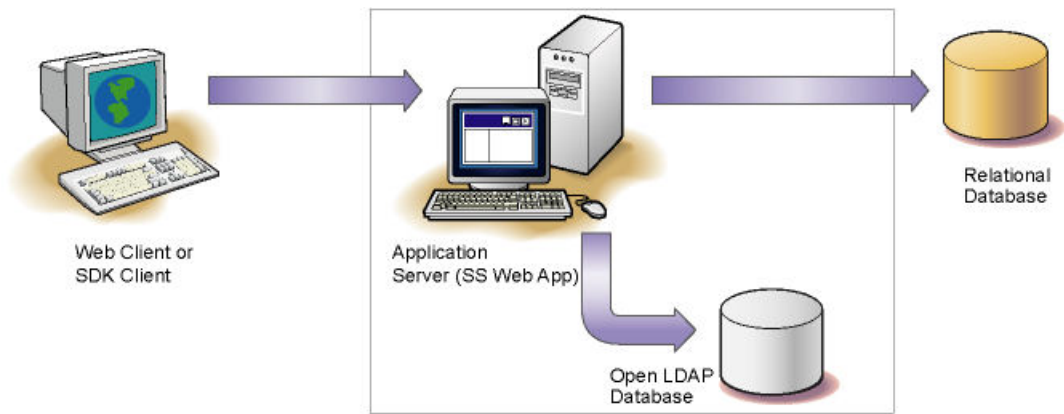 Web Client or
SDK Client
Application
Server (SS Web App)
Relational
Database
Open LDAP
Database